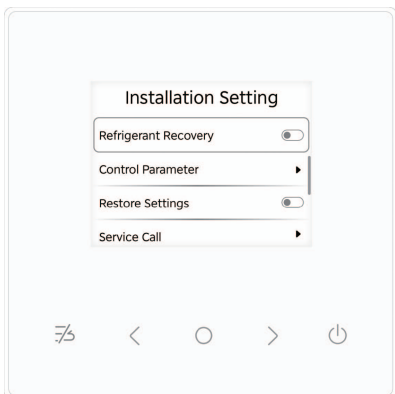 Installation Setting
Refrigerant Recovery
Control Parameter
Restore Settings
Service Call